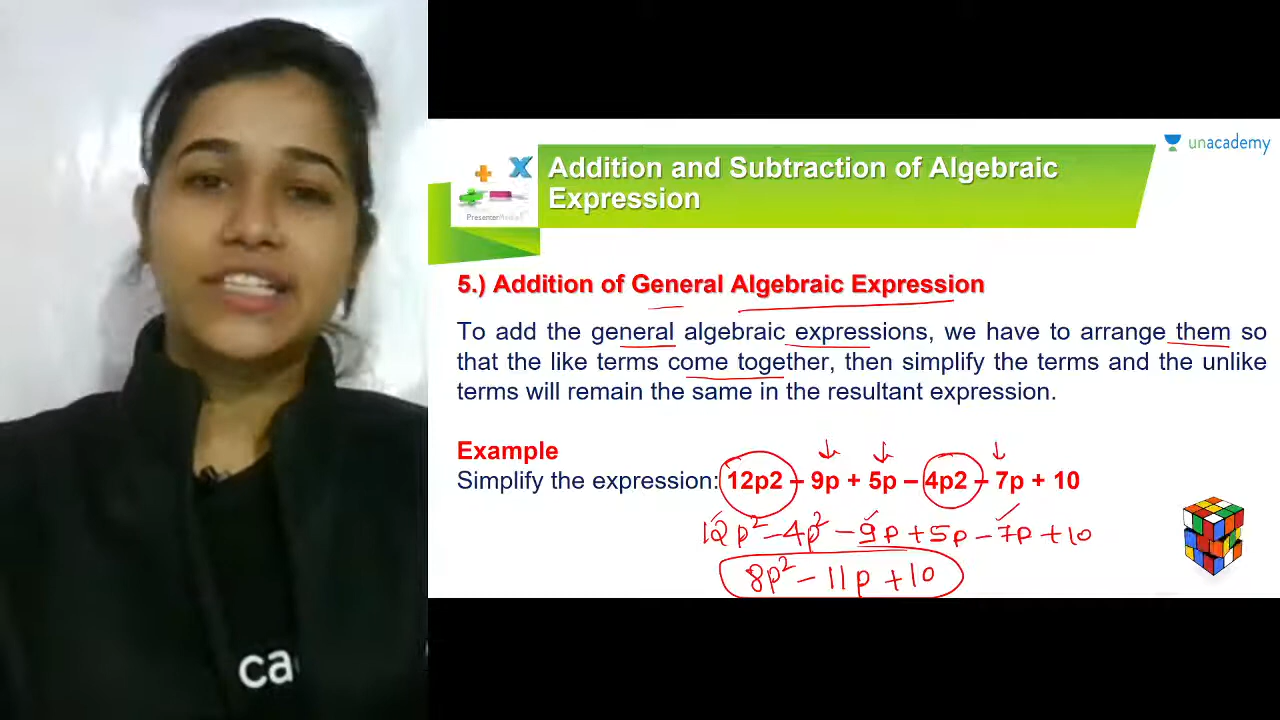 unacademy
Addition and Subtraction of Algebraic
Expression
PresenterMedia
5.) Addition of General Algebraic Expression
To add the general algebraic expressions, we have to arrange them so
that the like terms come together, then simplify the terms and the unlike
terms will remain the same in the resultant expression.
Example
Simplify the expression: 12p2 – 9p + 5p – 4p2 – 7p + 10
12p² - 4p² - 9p + 5p - 7p + 10
8p² - 11p + 10